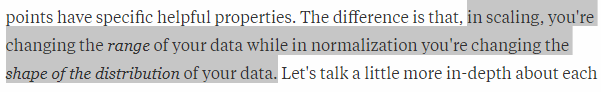 points have specific helpful properties. The difference is that, in scaling, you're
changing the range of your data while in normalization you're changing the
shape of the distribution of your data. Let's talk a little more in-depth about each